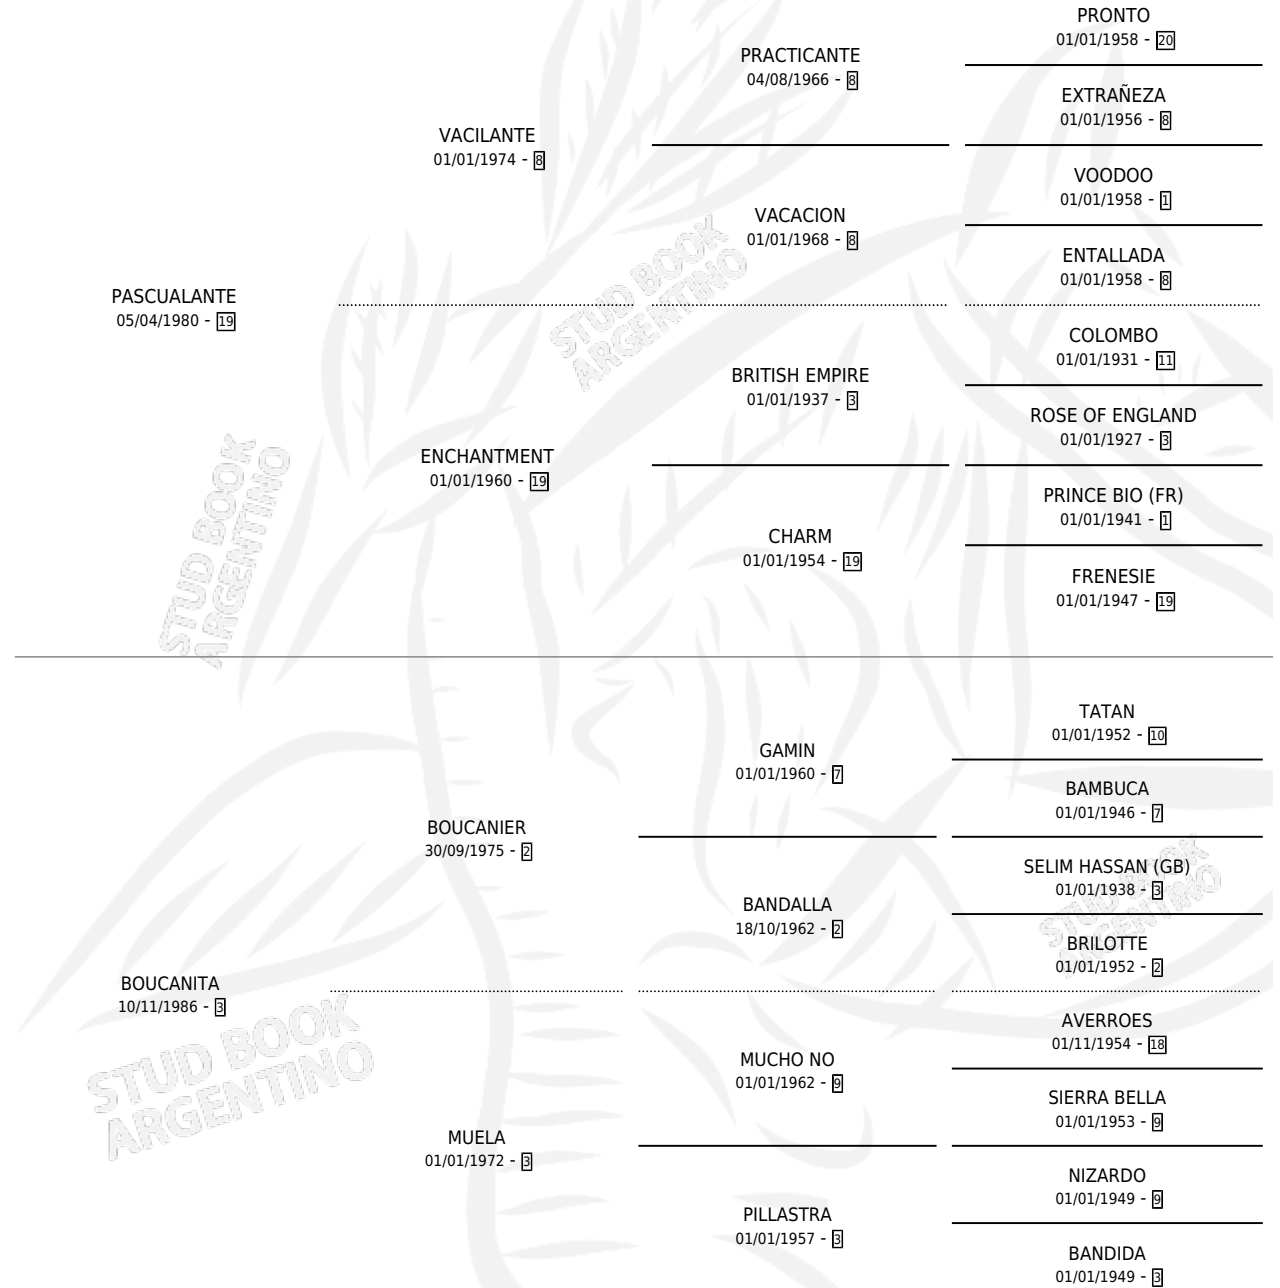 PRONTO
01/01/1958 - 20
PRACTICANTE
04/08/1966 - 8
EXTRAÑEZA
01/01/1956 - 8
VACILANTE
01/01/1974 - 8
VOODOO
01/01/1958 - 1
VACACION
01/01/1968 - 8
ENTALLADA
01/01/1958 - 8
PASCUALANTE
05/04/1980 - 19
COLOMBO
01/01/1931 - 11
BRITISH EMPIRE
01/01/1937 - 3
ROSE OF ENGLAND
01/01/1927 - 3
ENCHANTMENT
01/01/1960 - 19
PRINCE BIO (FR)
01/01/1941 - 1
CHARM
01/01/1954 - 19
FRENESIE
01/01/1947 - 19
STUD BOOK
ARGENTINO
STUD BOOK
ARGENTINO
TATAN
01/01/1952 - 10
GAMIN
01/01/1960 - 7
BAMBUCA
01/01/1946 - 7
BOUCANIER
30/09/1975 - 2
SELIM HASSAN (GB)
01/01/1938 - 3
BANDALLA
18/10/1962 - 2
BRILOTTE
01/01/1952 - 2
BOUCANITA
10/11/1986 - 3
AVERROES
01/11/1954 - 18
MUCHO NO
01/01/1962 - 9
SIERRA BELLA
01/01/1953 - 9
MUELA
01/01/1972 - 3
NIZARDO
01/01/1949 - 9
PILLASTRA
01/01/1957 - 3
BANDIDA
01/01/1949 - 3
STUD BOOK
ARGENTINO
STUD BOOK
ARGENTINO